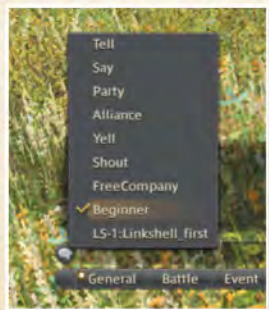 Tell
Say
Party
Alliance
Yell
Shout
FreeCompany
Beginner
LS-1:Linkshell_first
General Battle Event